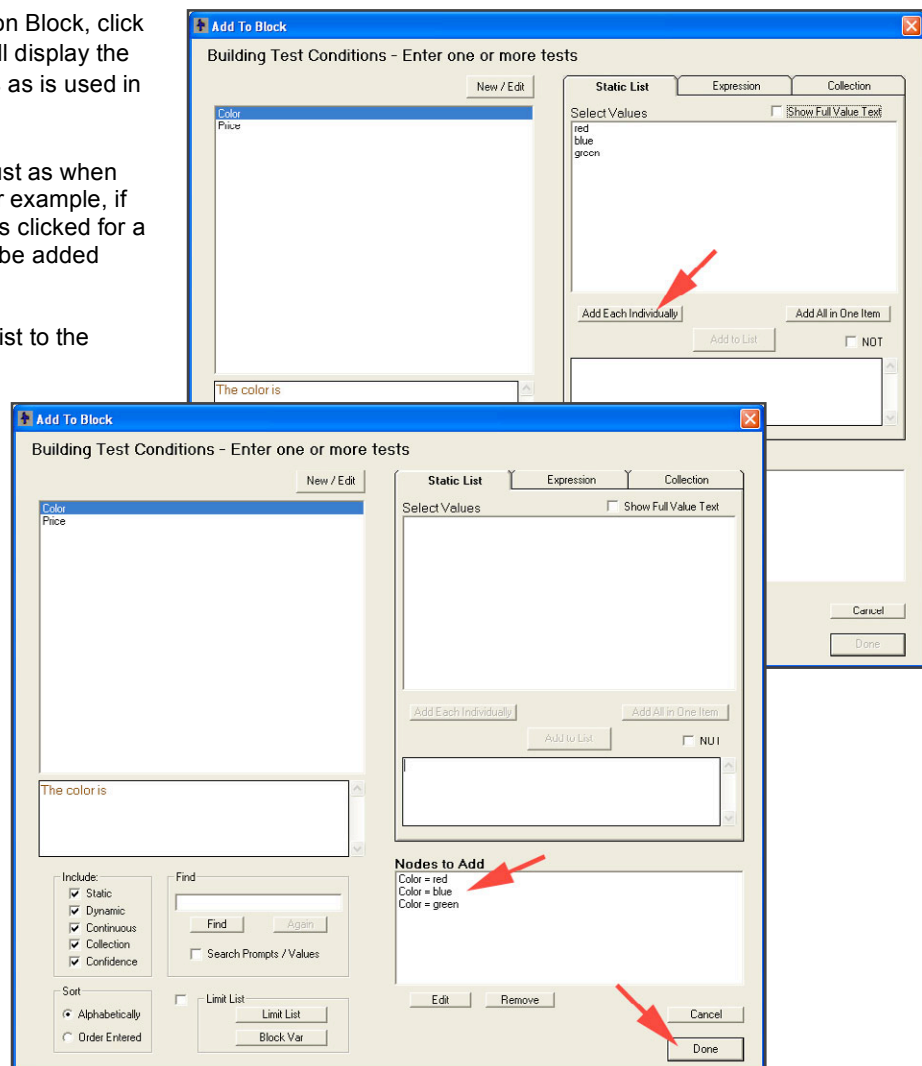 on Block, click
ll display the
as is used in
ust as when
r example, if
s clicked for a
be added
ist to the
Add To Block
Building Test Conditions - Enter one or more tests
New / Edit
Color
Price
The color is
Static List Expression Collection
Select Values Show Full Value Text
red
blue
green
Add Each Individually Add All in One Item
Add to List NOT
Cancel
Done
Add To Block
Building Test Conditions - Enter one or more tests
New / Edit
Color
Price
The color is
Include:
Static
Dynamic
Continuous
Collection
Confidence
Find
Find Again
Search Prompts / Values
Sort
Alphabetically
Order Entered
Limit List
Limit List
Block Var
Static List Expression Collection
Select Values Show Full Value Text
Add Each Individually Add All in One Item
Add to List NOT
Nodes to Add
Color = red
Color = blue
Color = green
Edit Remove
Cancel
Done